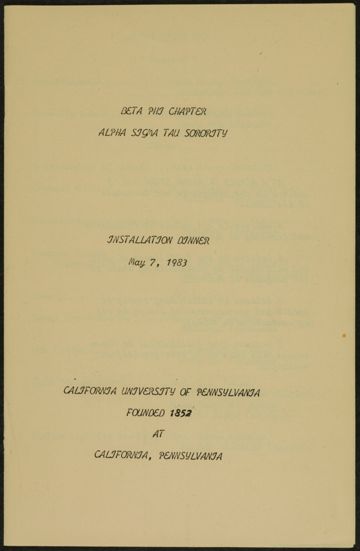 BETA PHI CHAPTER
ALPHA SIGMA TAU SORORITY
INSTALLATION DINNER
May 7, 1983
CALIFORNIA UNIVERSITY OF PENNSYLVANIA
FOUNDED 1852
AT
CALIFORNIA, PENNSYLVANIA